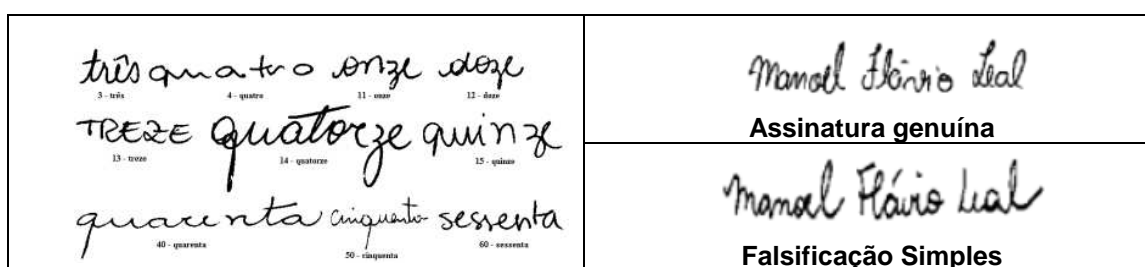 três quatro onze doze
3 - três 4 - quatro 11 - onze 12 - doze
TREZE quatorze quinze
13 - treze 14 - quatorze 15 - quinze
quarenta cinquenta sessenta
40 - quarenta 50 - cinquenta 60 - sessenta
Manoel Flávio Leal
Assinatura genuína
Manoel Flávio Leal
Falsificação Simples